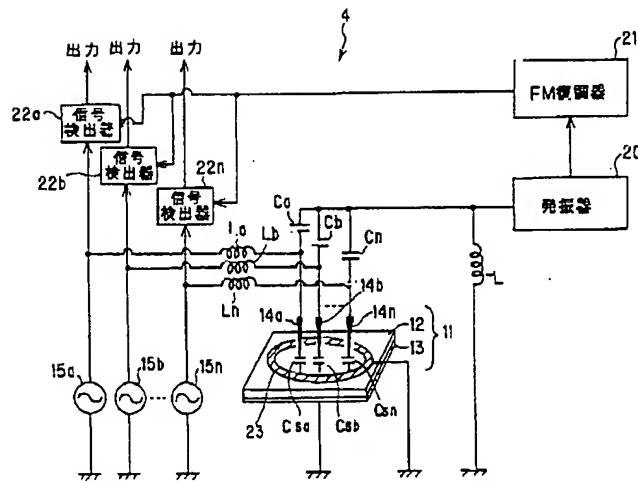 4
出力
出力
出力
21
FM復調器
22a
信号
検出器
信号
検出器
22b
22n
信号
検出器
20
発振器
Ca
Cb
Cn
La
Lb
Ln
L
14a
14b
14n
12
13
11
15a
15b
15n
23
Csa
Csb
Csn